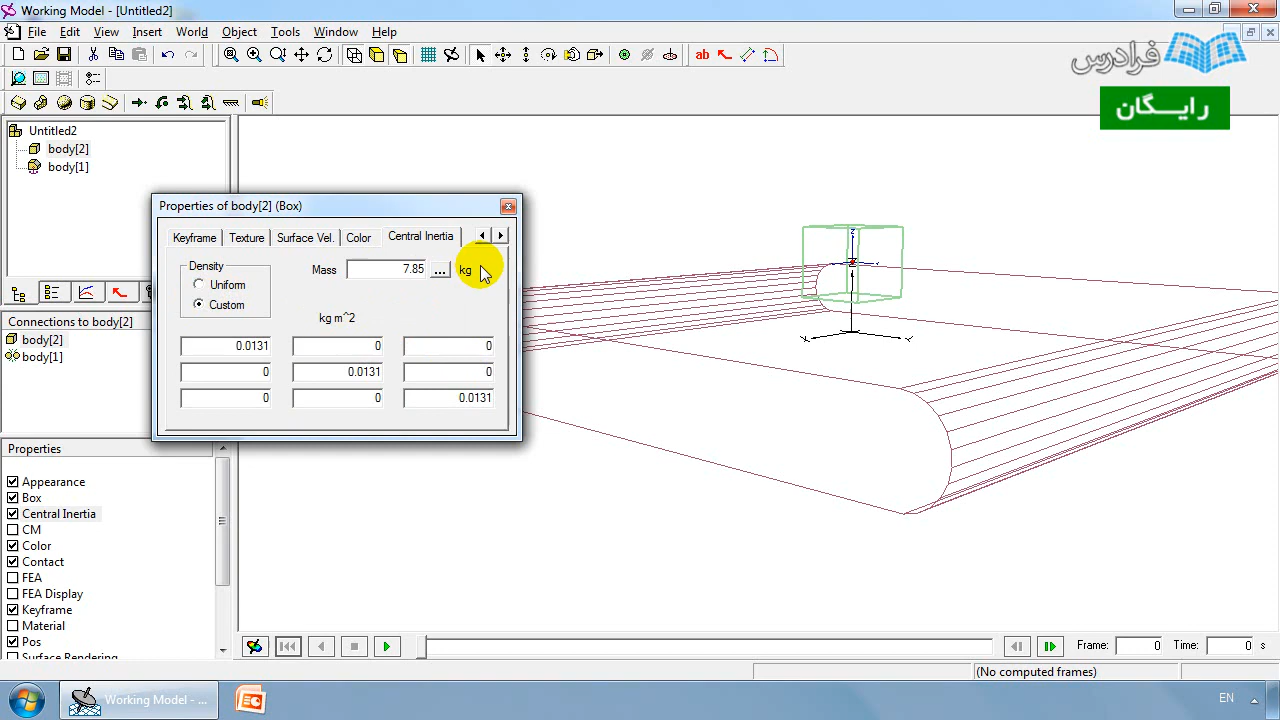 Working Model - [Untitled2]
File Edit View Insert World Object Tools Window Help
فرادرس
رایگان
Untitled2
body[2]
body[1]
Properties of body[2] (Box)
Keyframe Texture Surface Vel. Color Central Inertia
Density
Uniform
Custom
Mass 7.85 ... kg
kg m^2
0.0131 0 0
0 0.0131 0
0 0 0.0131
Connections to body[2]
body[2]
body[1]
Properties
Appearance
Box
Central Inertia
CM
Color
Contact
FEA
FEA Display
Keyframe
Material
Pos
Surface Rendering
ab
z
Y
Frame: 0 Time: 0 s
(No computed frames)
Working Model - ...
EN